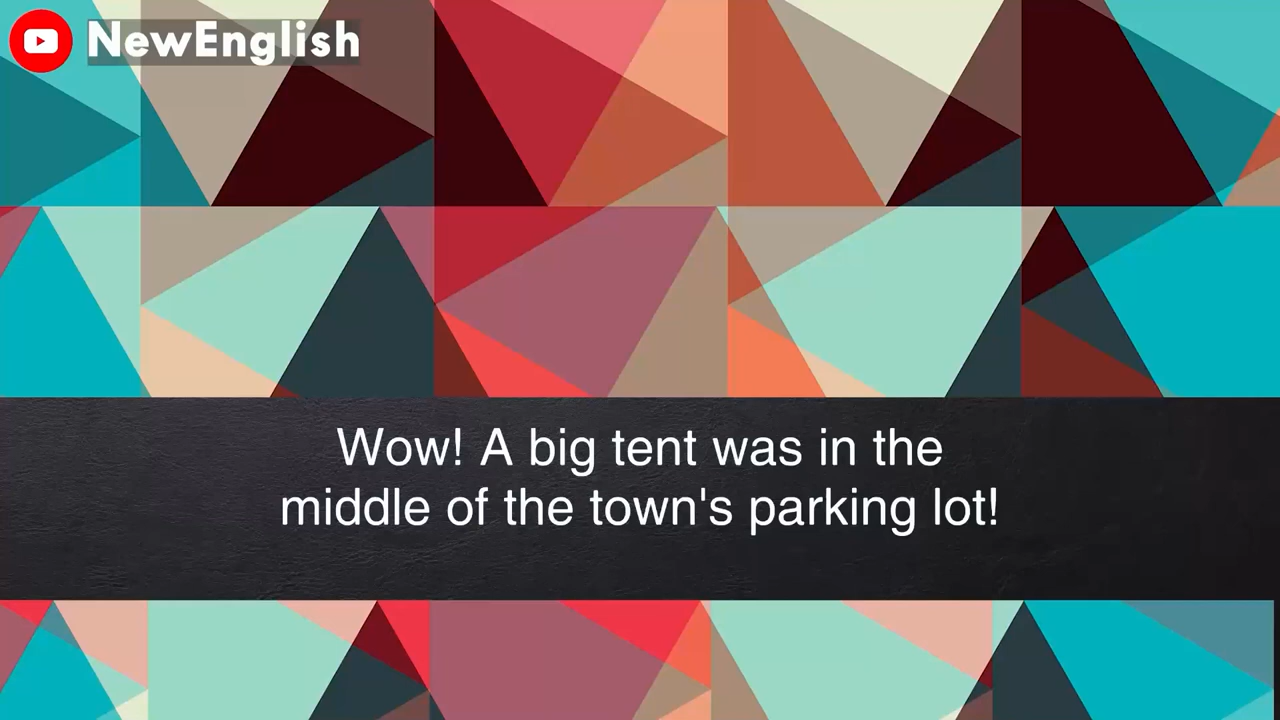 NewEnglish
Wow! A big tent was in the
middle of the town's parking lot!